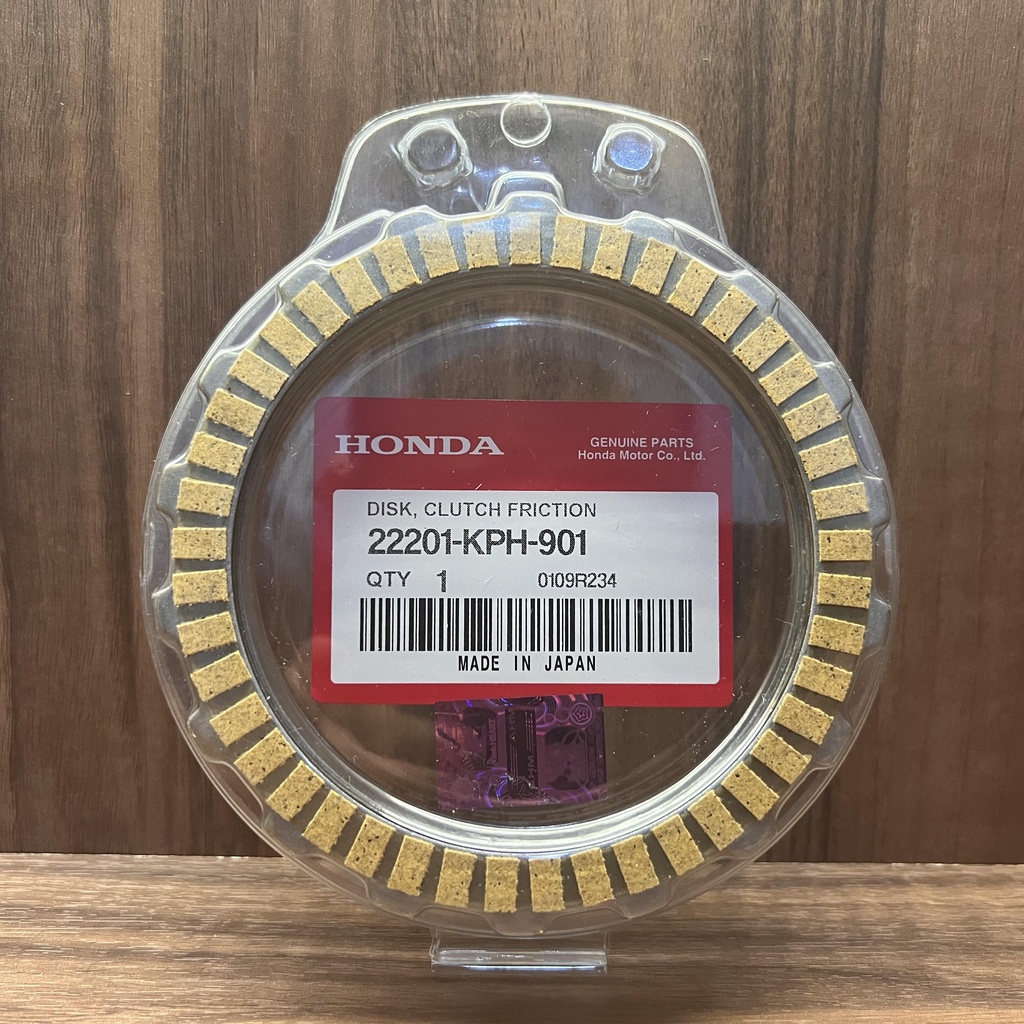 HONDA
GENUINE PARTS
Honda Motor Co., Ltd.
DISK, CLUTCH FRICTION
22201-KPH-901
QTY 1 0109R234
MADE IN JAPAN